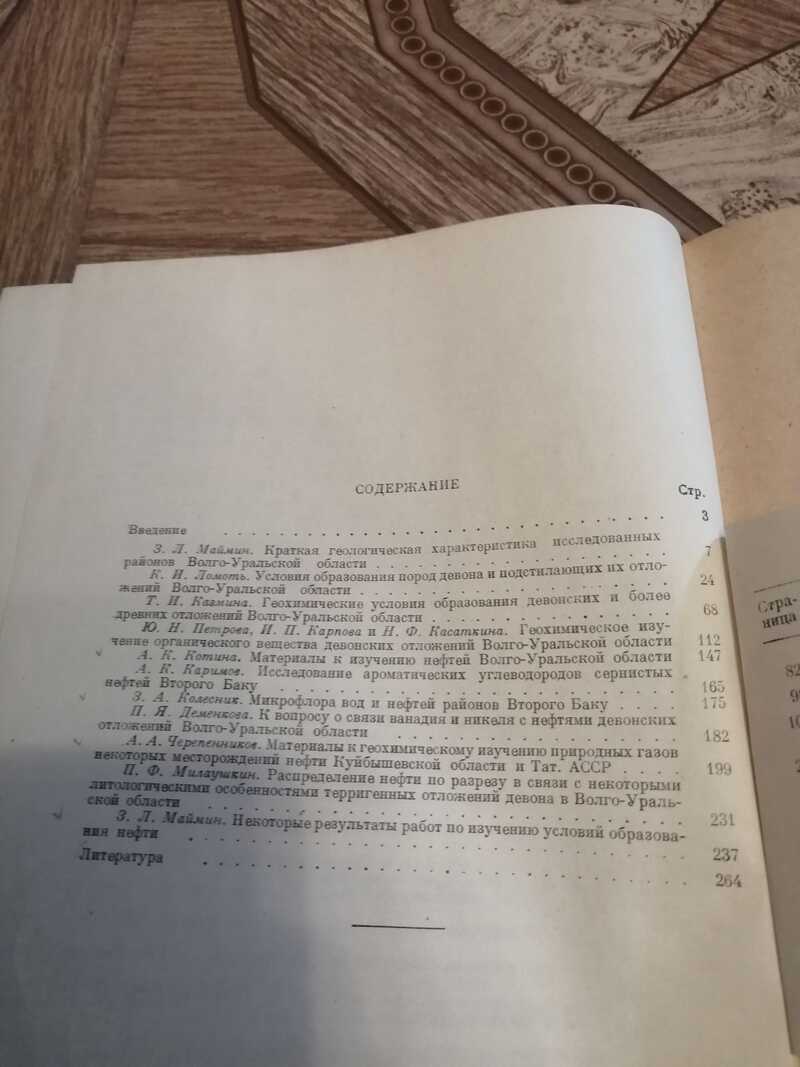 СОДЕРЖАНИЕ
Стр.
Введение . . . . . . . . . . . . . . . . . . . . 3
З. Л. Маймин. Краткая геологическая характеристика исследованных
районов Волго-Уральской области . . . . . . . . . . . . . . . 7
К. И. Ломоть. Условия образования пород девона и подстилающих их отло-
жений Волго-Уральской области . . . . . . . . . . . . . . . 24
Т. И. Казмина. Геохимические условия образования девонских и более
древних отложений Волго-Уральской области . . . . . . . . . . . 68
Ю. Н. Петрова, И. П. Карпова и Н. Ф. Касаткина. Геохимическое изу-
чение органического вещества девонских отложений Волго-Уральской области 112
А. К. Котина. Материалы к изучению нефтей Волго-Уральской области 147
А. К. Каримов. Исследование ароматических углеводородов сернистых
нефтей Второго Баку . . . . . . . . . . . . . . . . . . 165
З. А. Колесник. Микрофлора вод и нефтей районов Второго Баку . . . . 175
П. Я. Деменкова. К вопросу о связи ванадия и никеля с нефтями девонских
отложений Волго-Уральской области . . . . . . . . . . . . . 182
А. А. Черепенников. Материалы к геохимическому изучению природных газов
некоторых месторождений нефти Куйбышевской области и Тат. АССР . . . . 199
П. Ф. Милаушкин. Распределение нефти по разрезу в связи с некоторыми
литологическими особенностями терригенных отложений девона в Волго-Ураль-
ской области . . . . . . . . . . . . . . . . . . . . 231
З. Л. Маймин. Некоторые результаты работ по изучению условий образова-
ния нефти . . . . . . . . . . . . . . . . . . . . 237
Литература . . . . . . . . . . . . . . . . . . . . 264
Стра-
ница